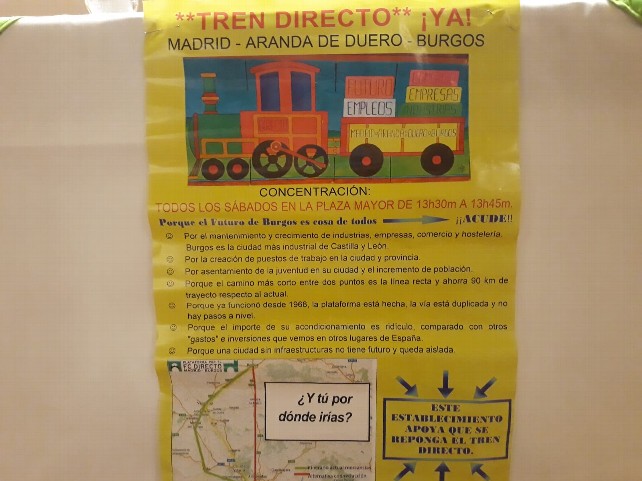 **TREN DIRECTO** ¡YA!
MADRID - ARANDA DE DUERO - BURGOS
FUTURO
EMPLEOS
EMPRESAS
CONCENTRACIÓN:
TODOS LOS SÁBADOS EN LA PLAZA MAYOR DE 13h30m A 13h45m.
Porque el Futuro de Burgos es cosa de todos ¡¡ACUDE!!
Por el mantenimiento y crecimiento de industrias, empresas, comercio y hostelería.
Burgos es la ciudad más industrial de Castilla y León.
Por la creación de puestos de trabajo en la ciudad y provincia.
Por asentamiento de la juventud en su ciudad y el incremento de población.
Porque el camino más corto entre dos puntos es la línea recta y ahorra 90 km de
trayecto respecto al actual.
Porque ya funcionó desde 1968, la plataforma está hecha, la vía está duplicada y no
hay pasos a nivel.
Porque el importe de su acondicionamiento es ridículo, comparado con otros
"gastos" e inversiones que vemos en otros lugares de España.
Porque una ciudad sin infraestructuras no tiene futuro y queda aislada.
¿Y tú por
dónde irías?
ESTE
ESTABLECIMIENTO
APOYA QUE SE
REPONGA EL TREN
DIRECTO.